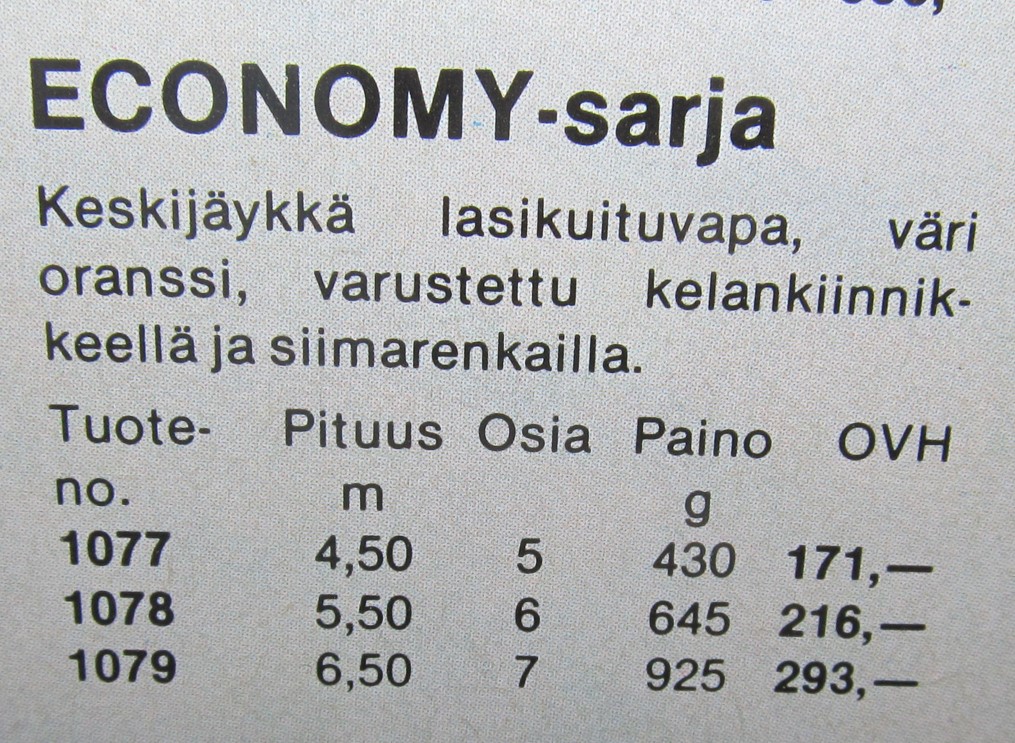 ECONOMY-sarja
Keskijäykkä lasikuituvapa, väri
oranssi, varustettu kelankiinnik-
keellä ja siimarenkailla.
Tuote- Pituus Osia Paino OVH
no. m g
1077 4,50 5 430 171,—
1078 5,50 6 645 216,—
1079 6,50 7 925 293,—